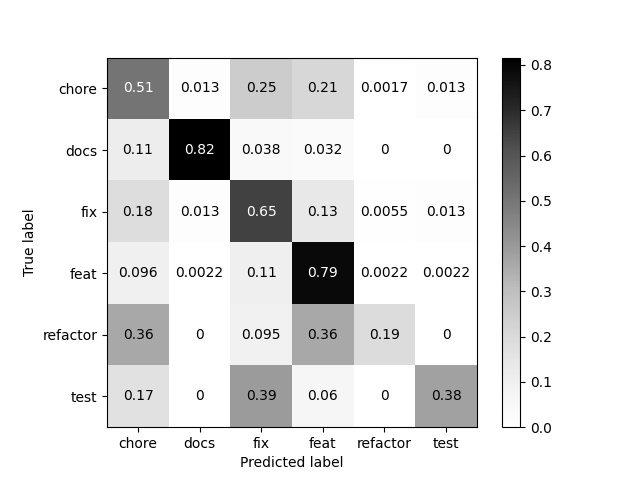 chore 0.51 0.013 0.25 0.21 0.0017 0.013
docs 0.11 0.82 0.038 0.032 0 0
fix 0.18 0.013 0.65 0.13 0.0055 0.013
feat 0.096 0.0022 0.11 0.79 0.0022 0.0022
refactor 0.36 0 0.095 0.36 0.19 0
test 0.17 0 0.39 0.06 0 0.38
chore docs fix feat refactor test
Predicted label
True label
0.8
0.7
0.6
0.5
0.4
0.3
0.2
0.1
0.0